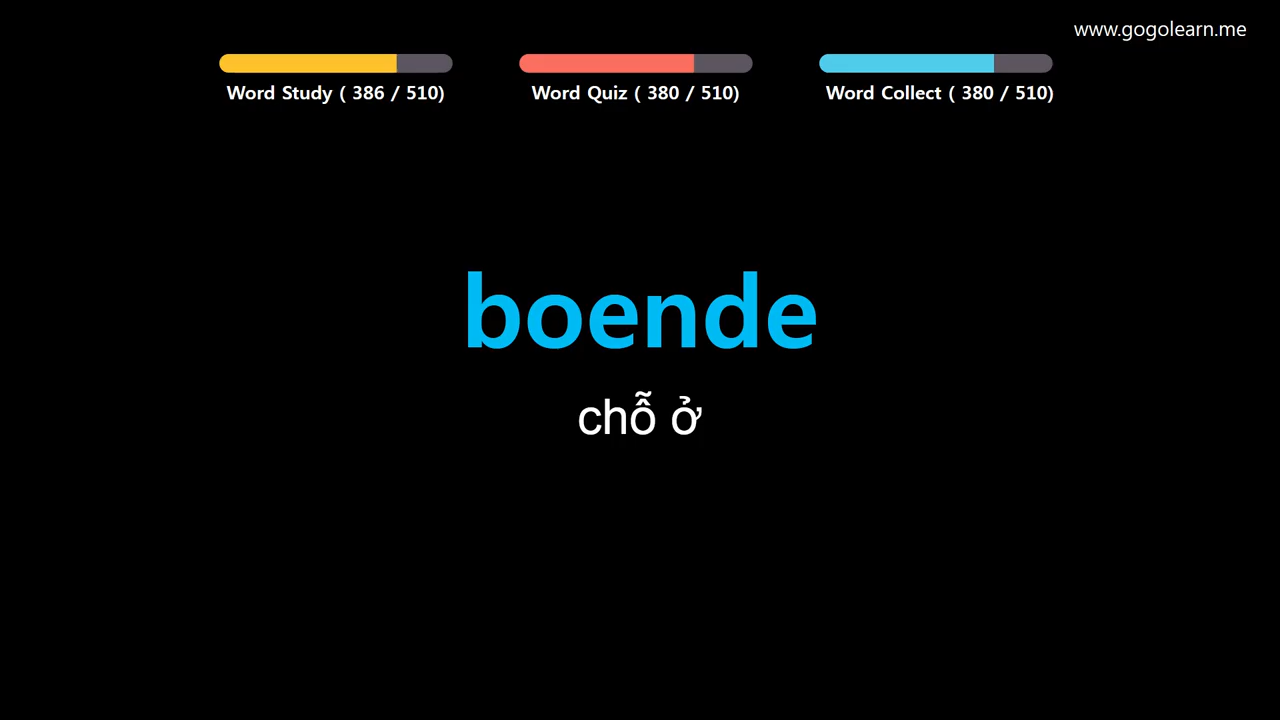 www.gogolearn.me
Word Study ( 386 / 510)
Word Quiz ( 380 / 510)
Word Collect ( 380 / 510)
boende
chỗ ở